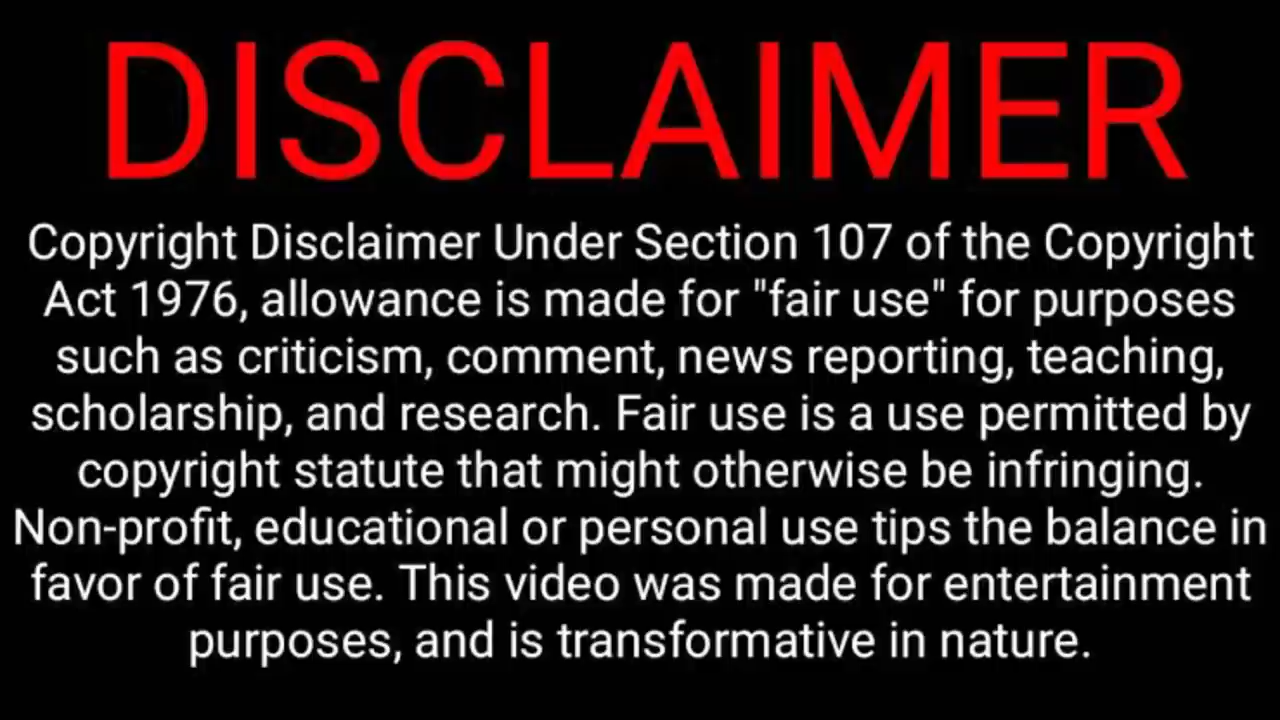 DISCLAIMER
Copyright Disclaimer Under Section 107 of the Copyright
Act 1976, allowance is made for "fair use" for purposes
such as criticism, comment, news reporting, teaching,
scholarship, and research. Fair use is a use permitted by
copyright statute that might otherwise be infringing.
Non-profit, educational or personal use tips the balance in
favor of fair use. This video was made for entertainment
purposes, and is transformative in nature.